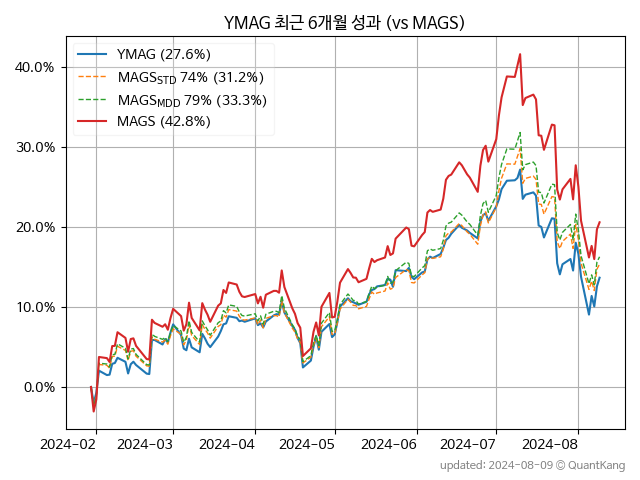 YMAG 최근 6개월 성과 (vs MAGS)
YMAG (27.6%)
MAGS_STD 74% (31.2%)
MAGS_MDD 79% (33.3%)
MAGS (42.8%)
40.0%
30.0%
20.0%
10.0%
0.0%
2024-02 2024-03 2024-04 2024-05 2024-06 2024-07 2024-08
updated: 2024-08-09 © QuantKang